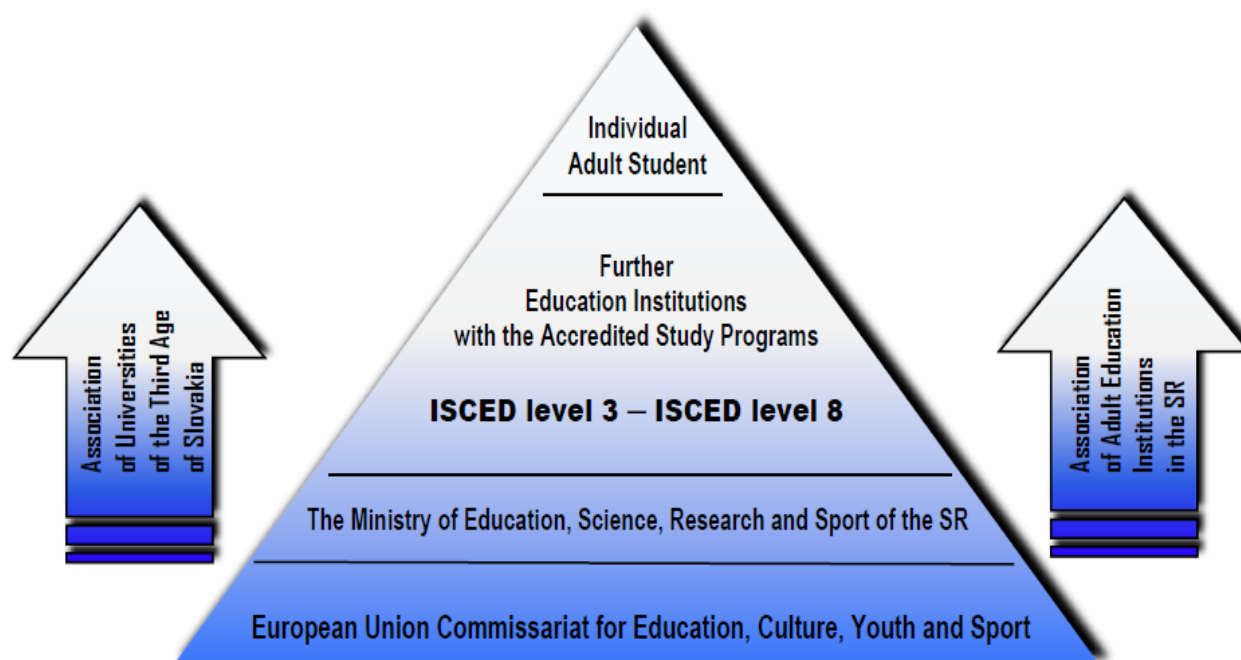 Individual
Adult Student
Further
Education Institutions
with the Accredited Study Programs
ISCED level 3 – ISCED level 8
The Ministry of Education, Science, Research and Sport of the SR
European Union Commissariat for Education, Culture, Youth and Sport
Association
of Universities
of the Third Age
of Slovakia
Association
of Adult Education
Institutions
in the SR